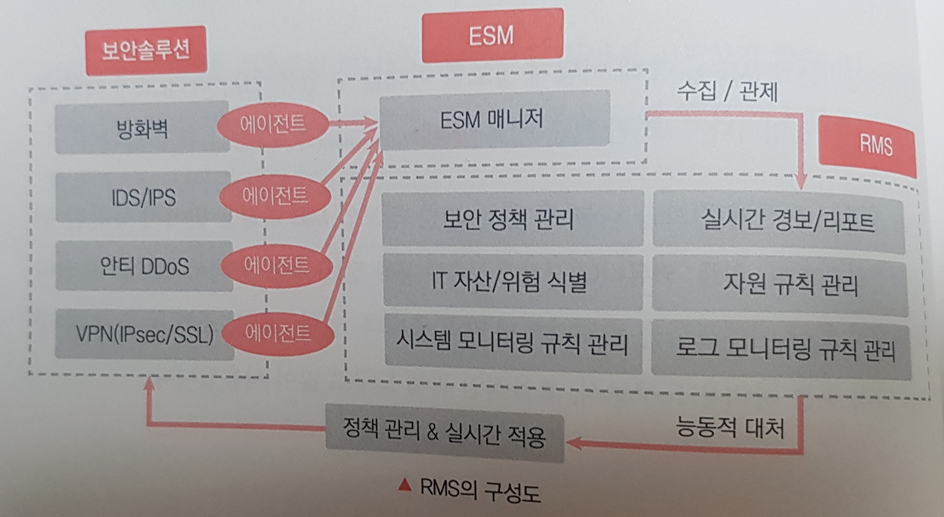 보안솔루션
ESM
방화벽
에이전트
ESM 매니저
수집 / 관제
RMS
IDS/IPS
에이전트
보안 정책 관리
실시간 경보/리포트
안티 DDoS
에이전트
IT 자산/위험 식별
자원 규칙 관리
VPN(IPsec/SSL)
에이전트
시스템 모니터링 규칙 관리
로그 모니터링 규칙 관리
정책 관리 & 실시간 적용
능동적 대처
▲ RMS의 구성도